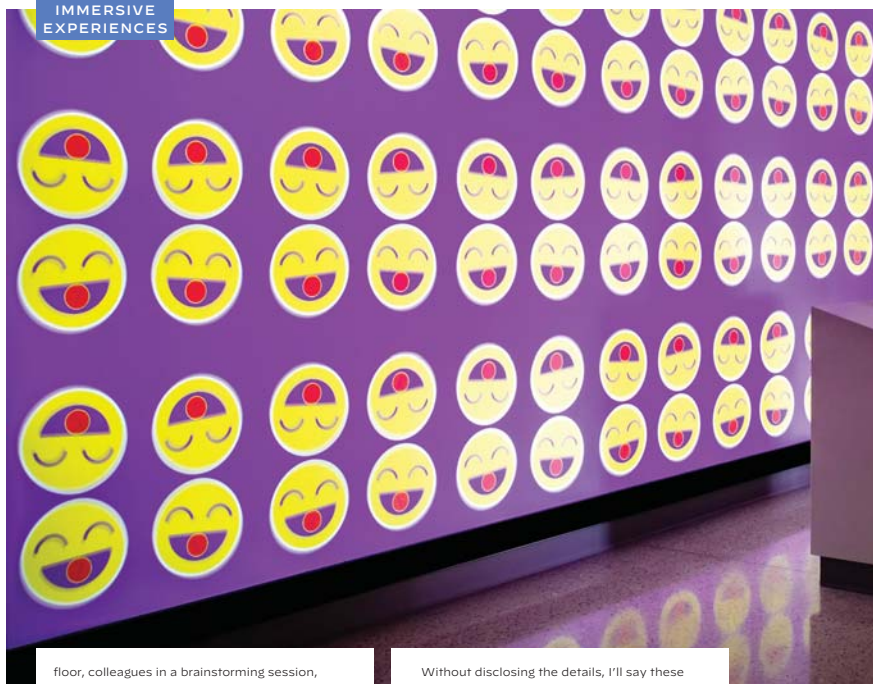 IMMERSIVE
EXPERIENCES
floor, colleagues in a brainstorming session,
Without disclosing the details, I'll say these